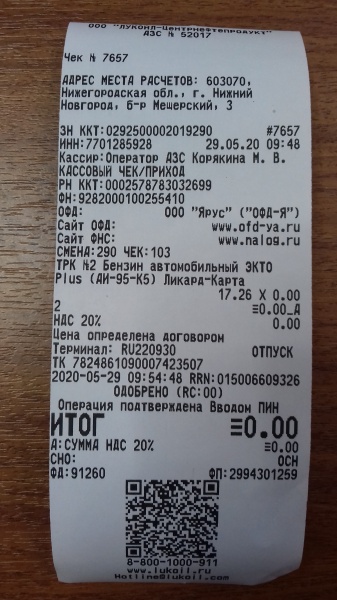 ООО "ЛУКОЙЛ-ЦЕНТРНЕФТЕПРОДУКТ"
АЗС № 52017
Чек № 7657
АДРЕС МЕСТА РАСЧЕТОВ: 603070,
Нижегородская обл., г. Нижний
Новгород, б-р Мещерский, 3
ЗН ККТ:0292500002019290 #7657
ИНН:7701285928 29.05.20 09:48
Кассир:Оператор АЗС Корякина М. В.
КАССОВЫЙ ЧЕК/ПРИХОД
РН ККТ:0002578783032699
ФН:9282000100255410
ОФД: ООО "Ярус" ("ОФД-Я")
Сайт ОФД: www.ofd-ya.ru
Сайт ФНС: www.nalog.ru
СМЕНА:290 ЧЕК:103
ТРК №2 Бензин автомобильный ЭКТО
Plus (АИ-95-К5) Ликард-Карта
17.26 X 0.00
2 ≡0.00_А
НДС 20% 0.00
Цена определена договором
Терминал: RU220930 ОТПУСК
ТК 7824861090007423507
2020-05-29 09:54:48 RRN:015006609326
ОДОБРЕНО (RC:00)
Операция подтверждена Вводом ПИН
ИТОГ ≡0.00
А:СУММА НДС 20% ≡0.00
СНО: ОСН
ФД:91260 ФП:2994301259
8-800-1000-911
www.lukoil.ru
Hotline@lukoil.com